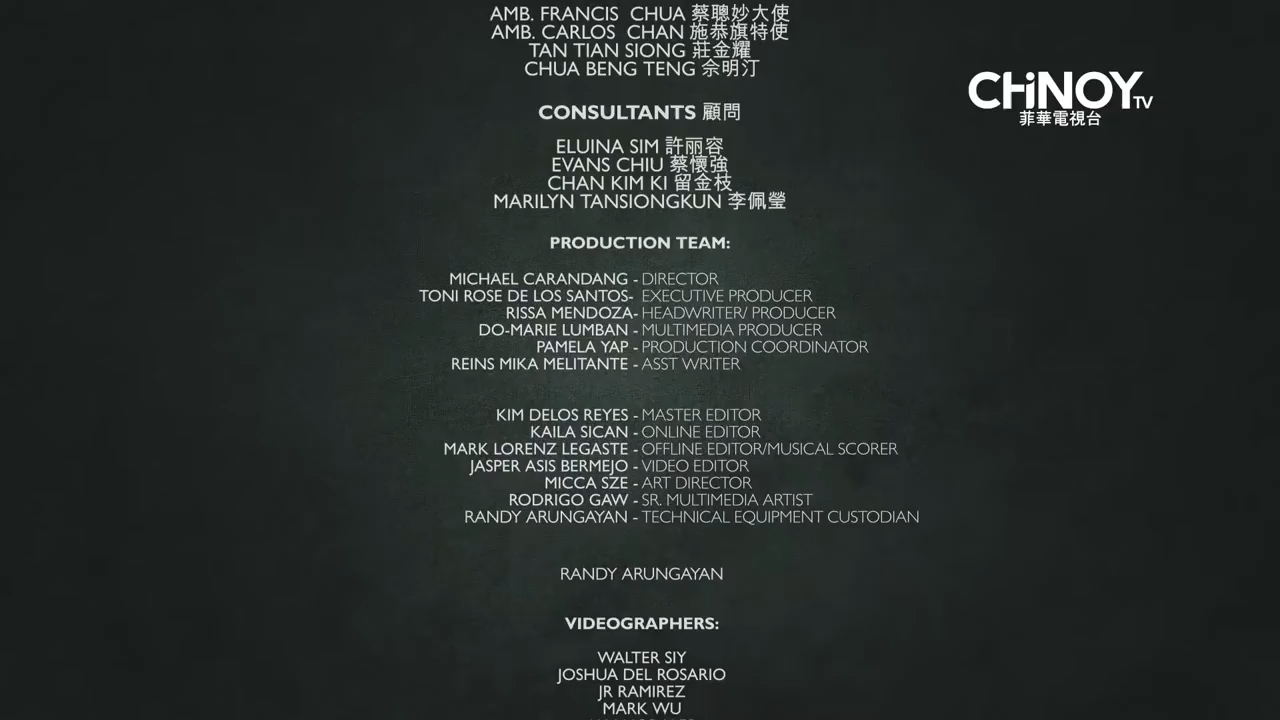 AMB. FRANCIS CHUA 蔡聰妙大使
AMB. CARLOS CHAN 施恭旗特使
TAN TIAN SIONG 莊金耀
CHUA BENG TENG 佘明汀
CHiNOY TV
菲華電視台
CONSULTANTS 顧問
ELUINA SIM 許丽容
EVANS CHIU 蔡懷強
CHAN KIM KI 留金枝
MARILYN TANSIONGKUN 李佩瑩
PRODUCTION TEAM:
MICHAEL CARANDANG - DIRECTOR
TONI ROSE DE LOS SANTOS- EXECUTIVE PRODUCER
RISSA MENDOZA- HEADWRITER/ PRODUCER
DO-MARIE LUMBAN - MULTIMEDIA PRODUCER
PAMELA YAP - PRODUCTION COORDINATOR
REINS MIKA MELITANTE - ASST WRITER
KIM DELOS REYES - MASTER EDITOR
KAILA SICAN - ONLINE EDITOR
MARK LORENZ LEGASTE - OFFLINE EDITOR/MUSICAL SCORER
JASPER ASIS BERMEJO - VIDEO EDITOR
MICCA SZE - ART DIRECTOR
RODRIGO GAW - SR. MULTIMEDIA ARTIST
RANDY ARUNGAYAN - TECHNICAL EQUIPMENT CUSTODIAN
RANDY ARUNGAYAN
VIDEOGRAPHERS:
WALTER SIY
JOSHUA DEL ROSARIO
JR RAMIREZ
MARK WU